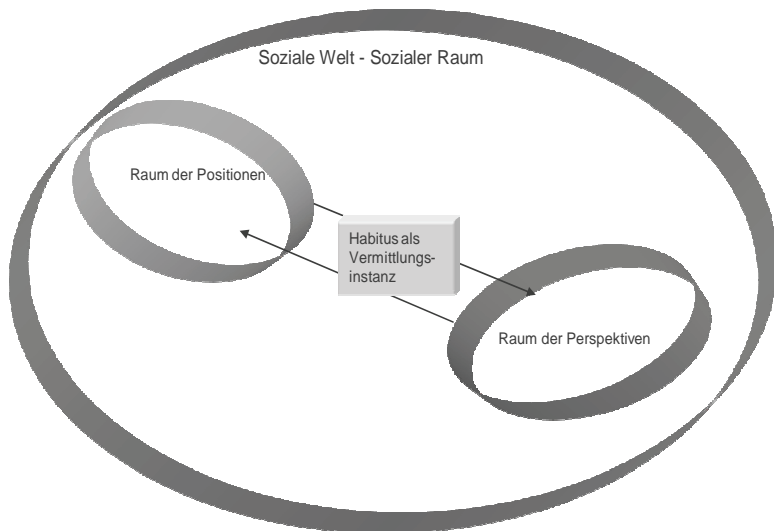 Soziale Welt - Sozialer Raum
Raum der Positionen
Habitus als
Vermittlungs-
instanz
Raum der Perspektiven